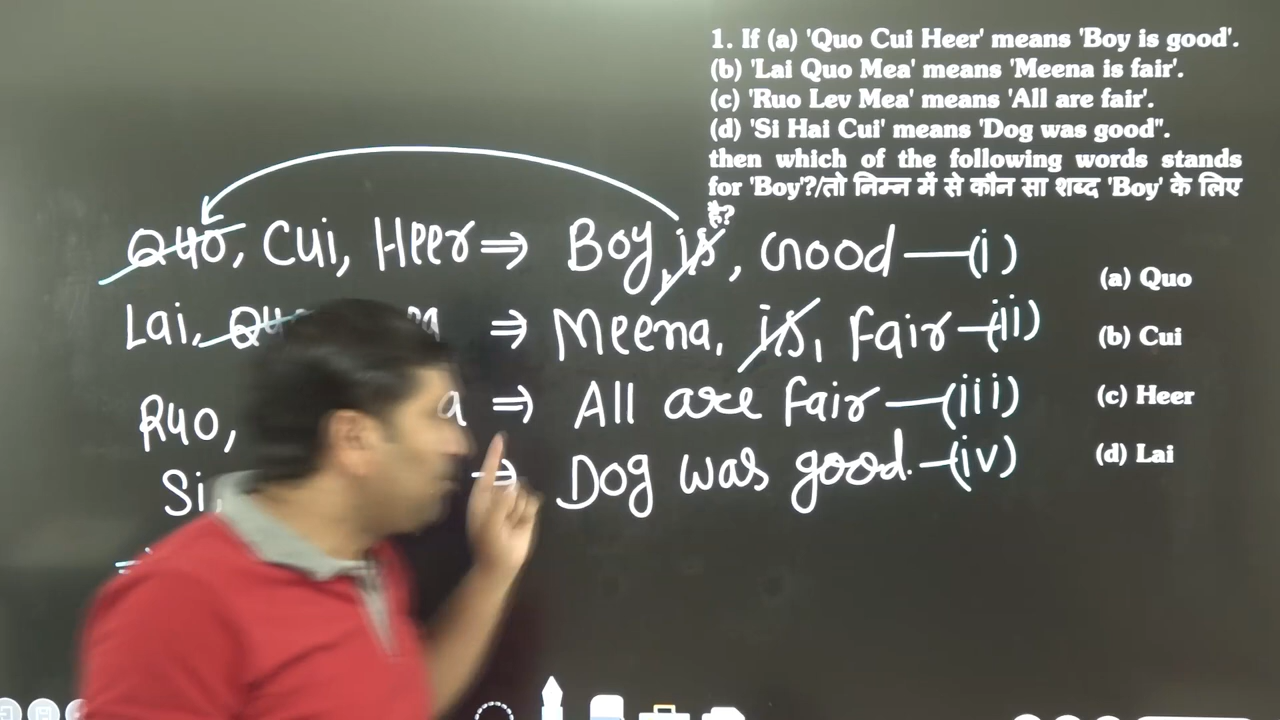 1. If (a) 'Quo Cui Heer' means 'Boy is good'.
(b) 'Lai Quo Mea' means 'Meena is fair'.
(c) 'Ruo Lev Mea' means 'All are fair'.
(d) 'Si Hai Cui' means 'Dog was good".
then which of the following words stands
for 'Boy'?/तो निम्न में से कौन सा शब्द 'Boy' के लिए
है?
Quo, Cui, Heer ⇒ Boy, is, Good —(i)
Lai, Quo ⇒ Meena, is, Fair —(ii)
Ruo, ⇒ All are fair —(iii)
Si, ⇒ Dog was good. —(iv)
(a) Quo
(b) Cui
(c) Heer
(d) Lai